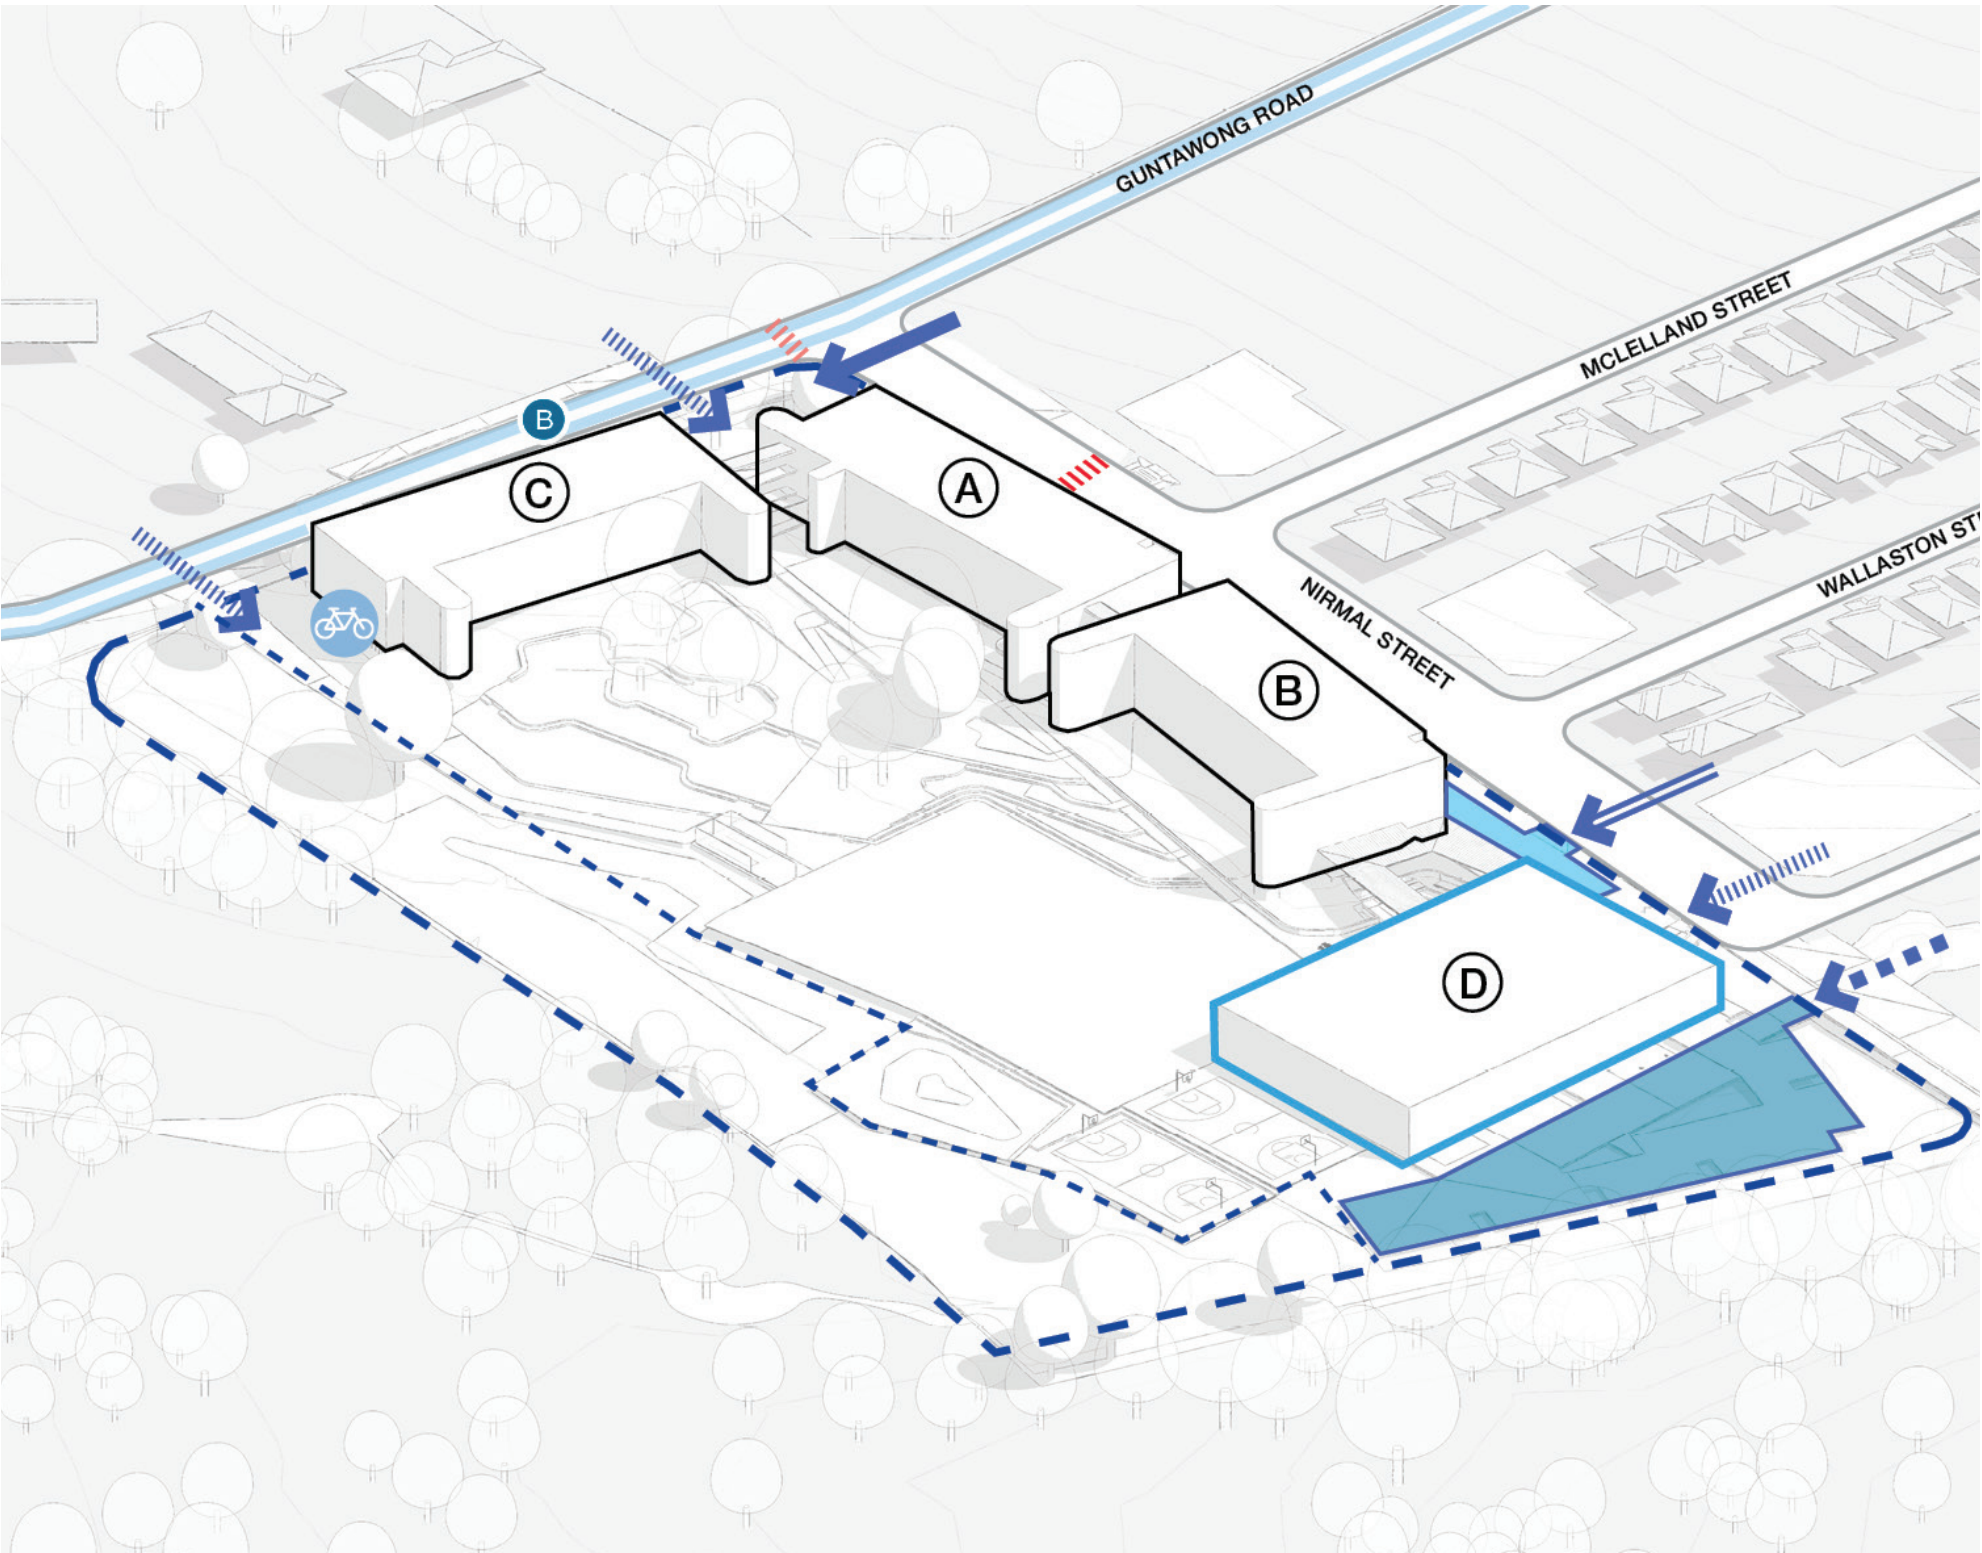 GUNTAWONG ROAD
MCLELLAND STREET
B
C
A
WALLASTON ST
NIRMAL STREET
B
D